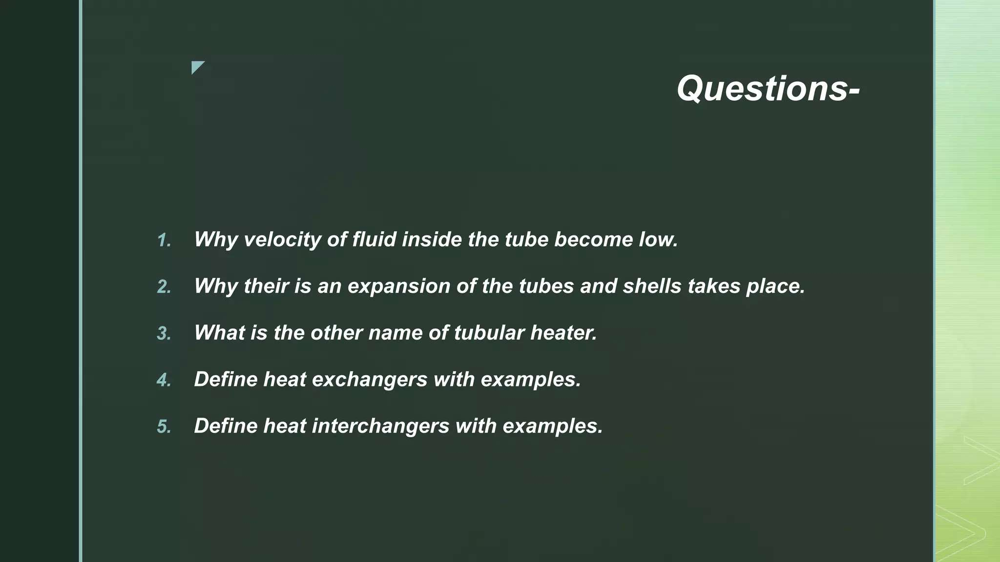 Questions-
1. Why velocity of fluid inside the tube become low.
2. Why their is an expansion of the tubes and shells takes place.
3. What is the other name of tubular heater.
4. Define heat exchangers with examples.
5. Define heat interchangers with examples.